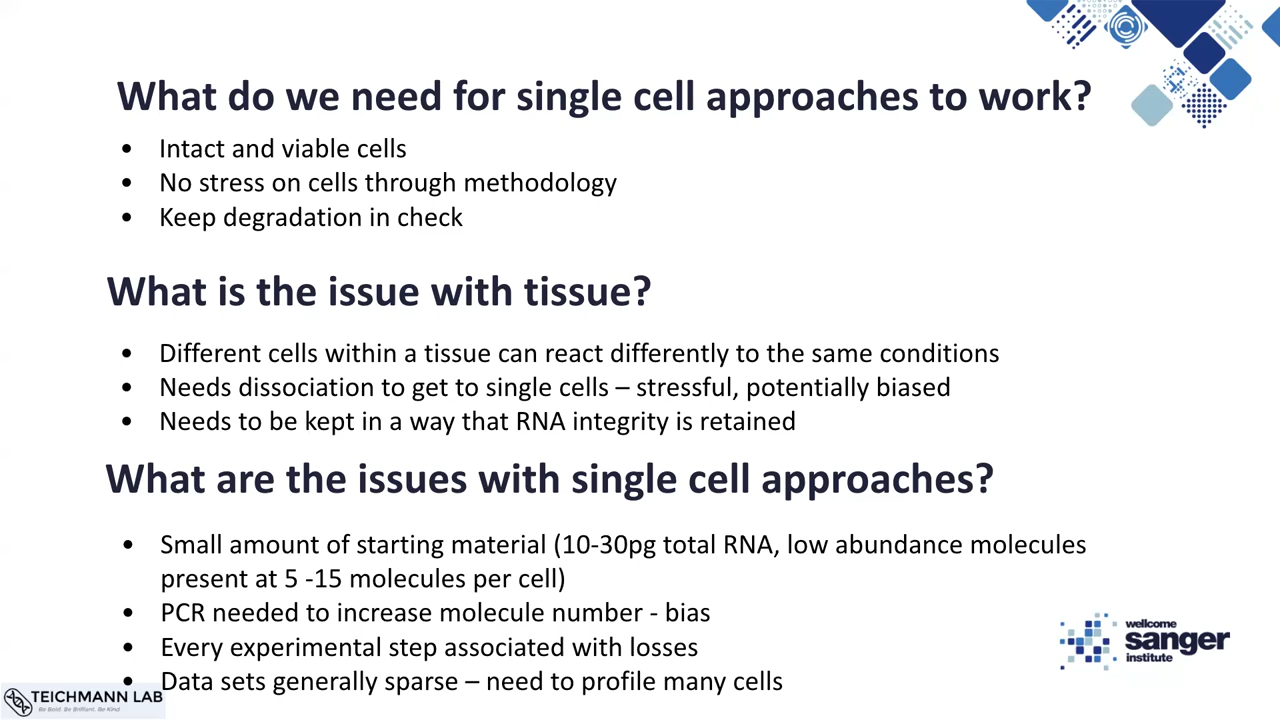 What do we need for single cell approaches to work?
• Intact and viable cells
• No stress on cells through methodology
• Keep degradation in check
What is the issue with tissue?
• Different cells within a tissue can react differently to the same conditions
• Needs dissociation to get to single cells – stressful, potentially biased
• Needs to be kept in a way that RNA integrity is retained
What are the issues with single cell approaches?
• Small amount of starting material (10-30pg total RNA, low abundance molecules
present at 5 -15 molecules per cell)
• PCR needed to increase molecule number - bias
• Every experimental step associated with losses
• Data sets generally sparse – need to profile many cells
wellcome
sanger
institute
TEICHMANN LAB
Be Bold. Be Brilliant. Be Kind